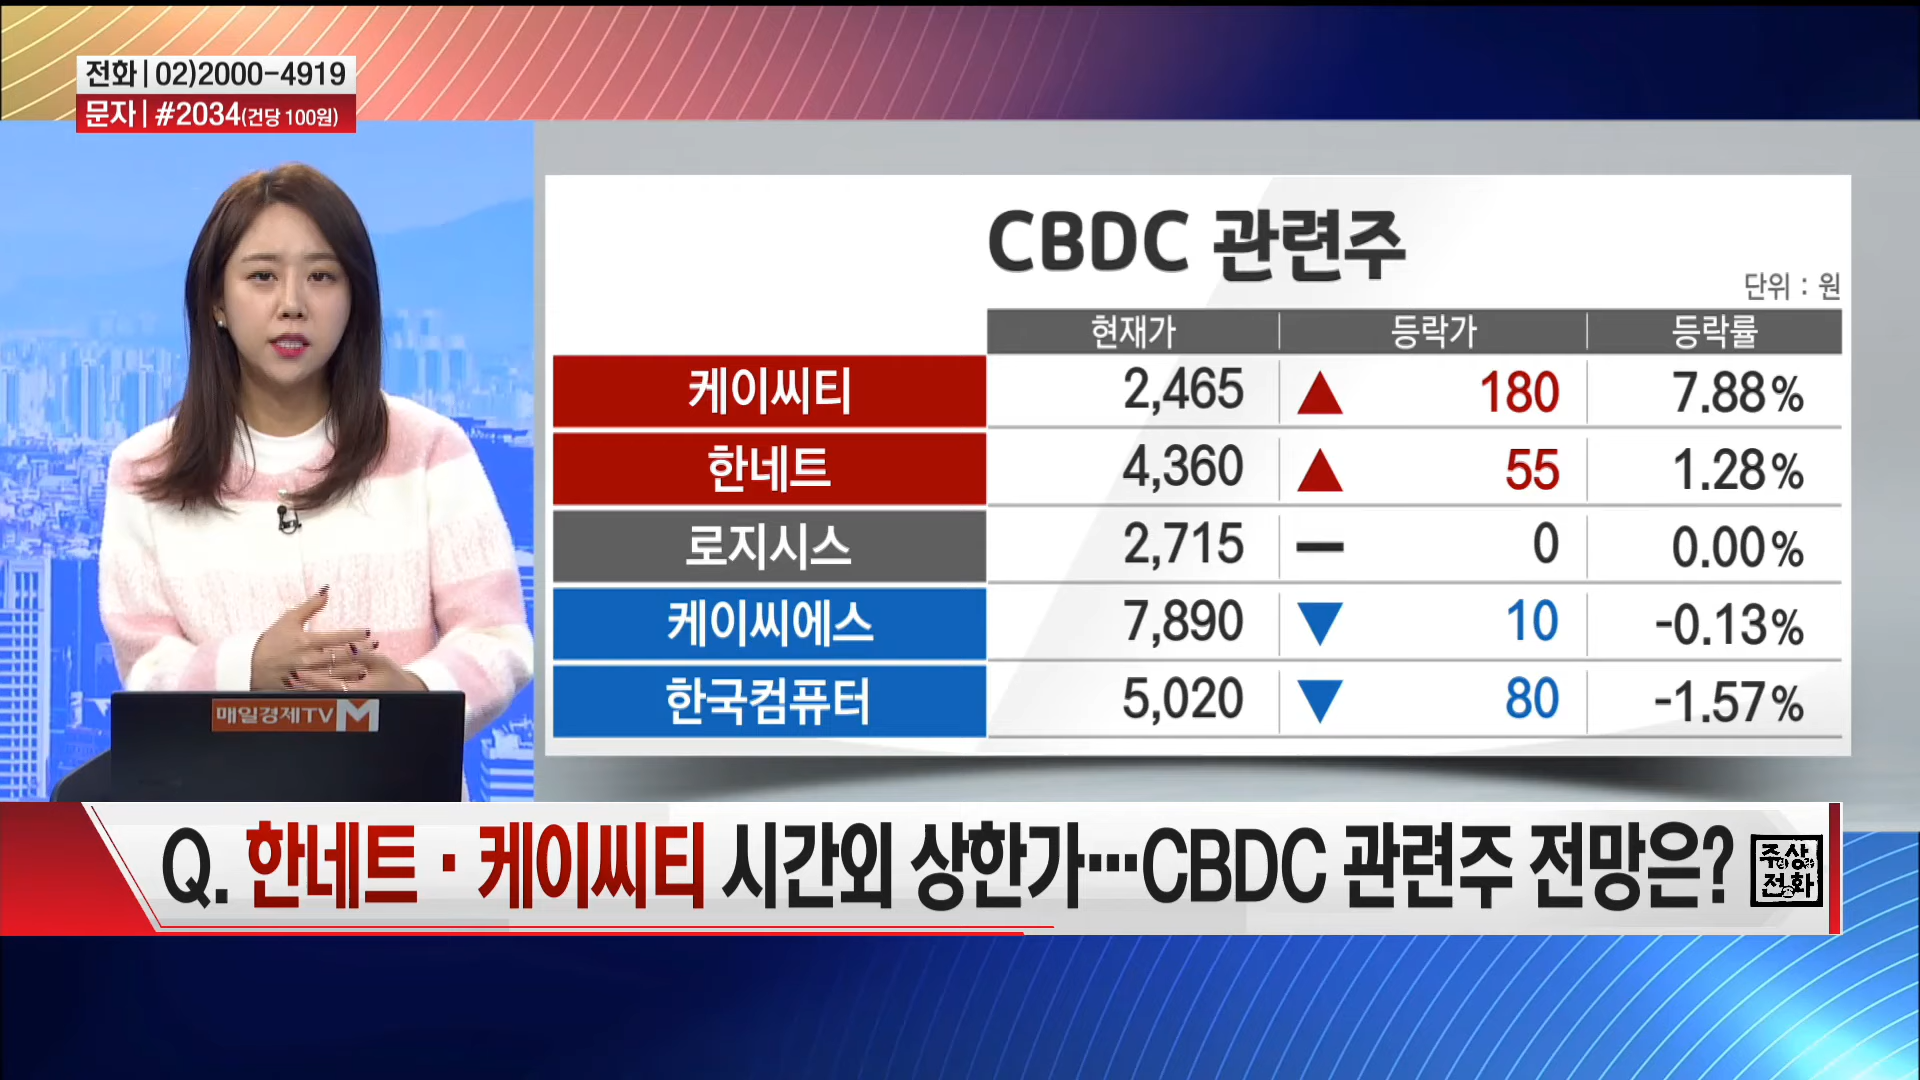 전화 | 02)2000-4919
문자 | #2034(건당 100원)
CBDC 관련주
단위 : 원
현재가 등락가 등락률
케이씨티 2,465 ▲ 180 7.88%
한네트 4,360 ▲ 55 1.28%
로지시스 2,715 － 0 0.00%
케이씨에스 7,890 ▼ 10 -0.13%
한국컴퓨터 5,020 ▼ 80 -1.57%
매일경제TV M
Q. 한네트·케이씨티 시간외 상한가…CBDC 관련주 전망은?
주상
전화